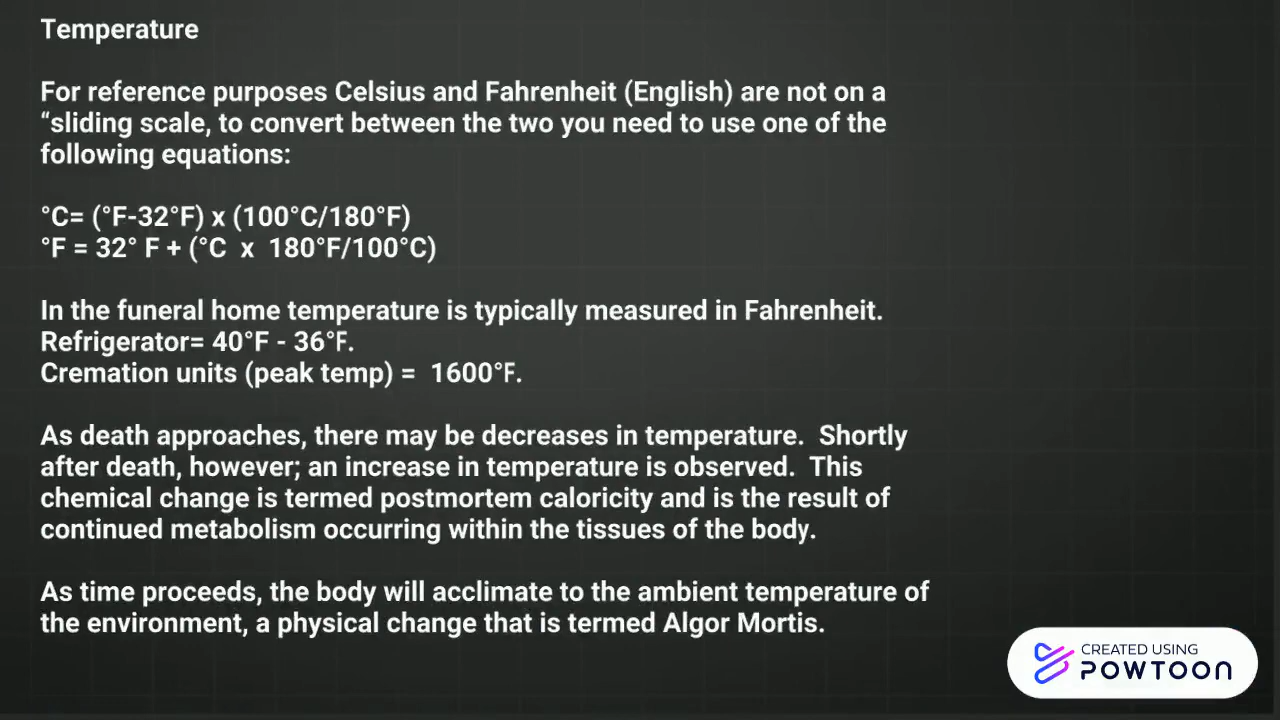 Temperature
For reference purposes Celsius and Fahrenheit (English) are not on a
“sliding scale, to convert between the two you need to use one of the
following equations:
°C= (°F-32°F) x (100°C/180°F)
°F = 32° F + (°C  x  180°F/100°C)
In the funeral home temperature is typically measured in Fahrenheit.
Refrigerator= 40°F - 36°F.
Cremation units (peak temp) =  1600°F.
As death approaches, there may be decreases in temperature.  Shortly
after death, however; an increase in temperature is observed.  This
chemical change is termed postmortem caloricity and is the result of
continued metabolism occurring within the tissues of the body.
As time proceeds, the body will acclimate to the ambient temperature of
the environment, a physical change that is termed Algor Mortis.
CREATED USING
POWTOON